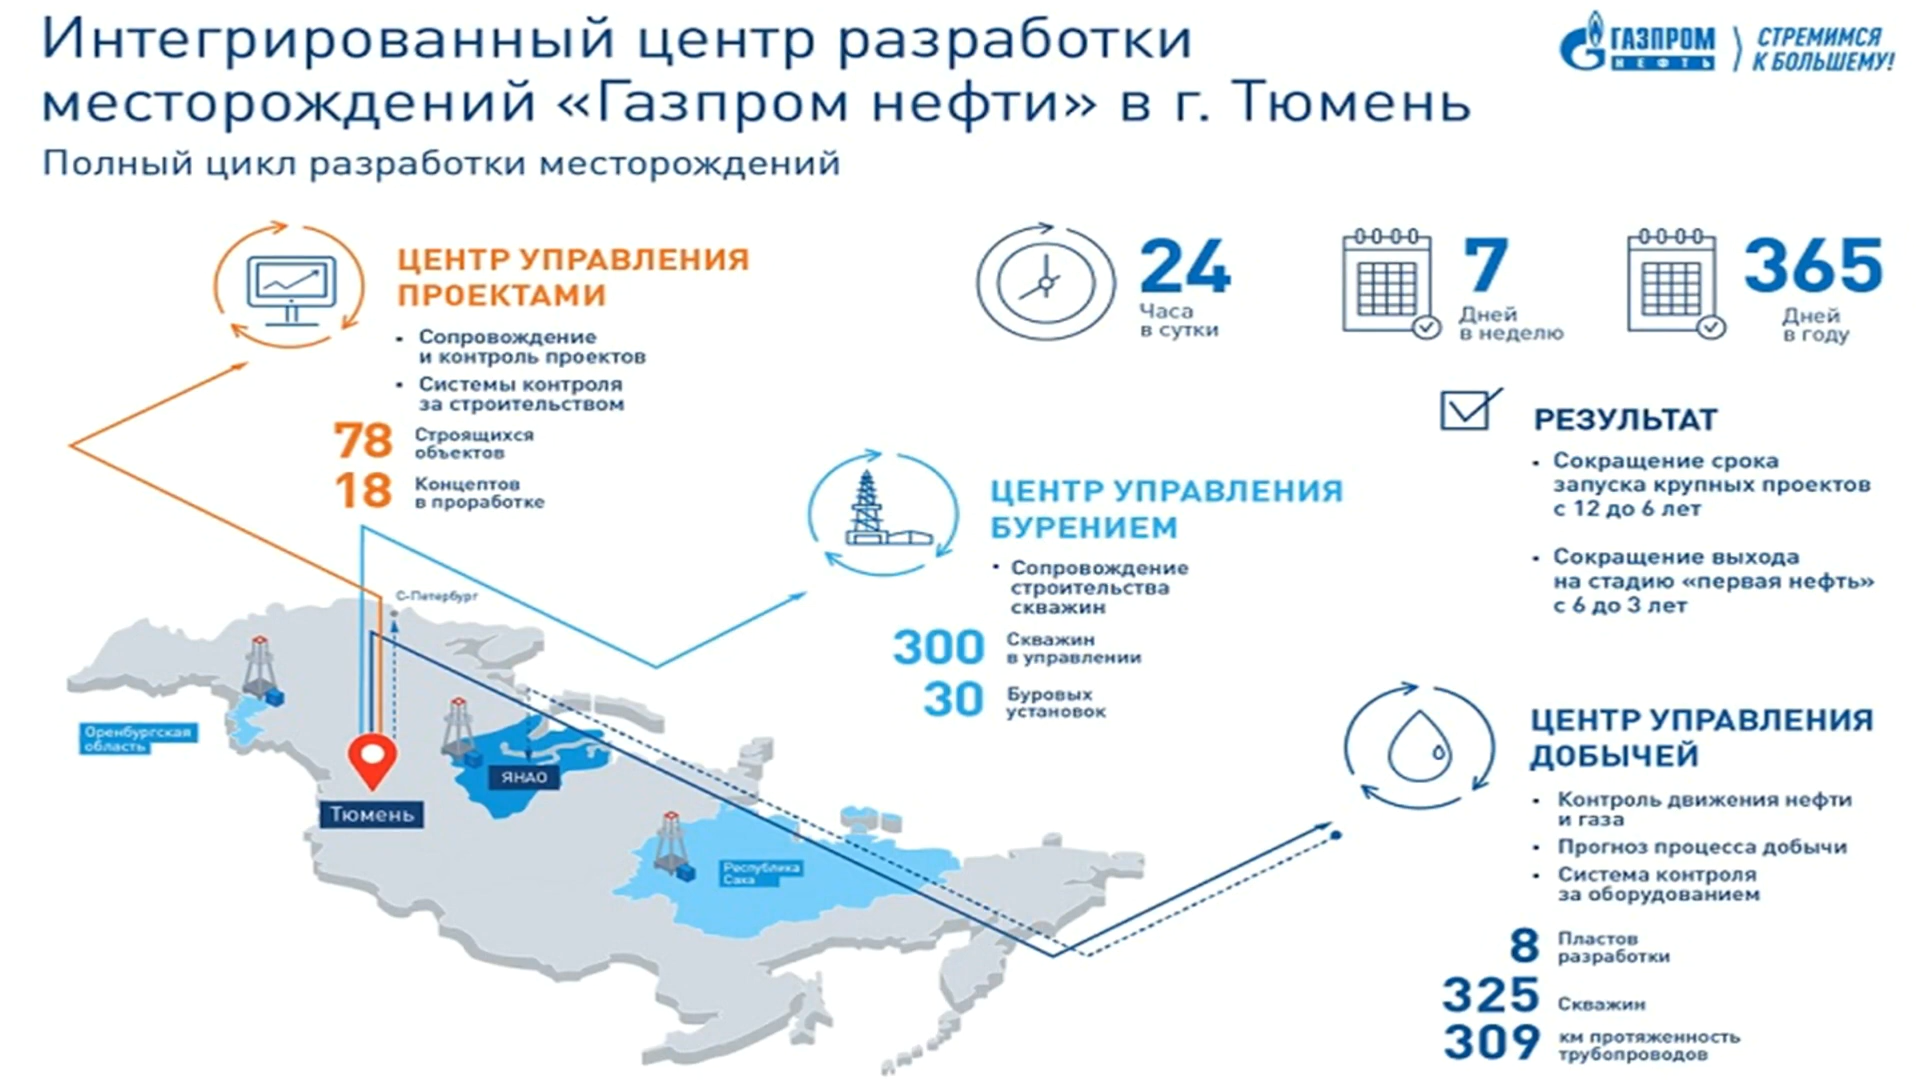 Интегрированный центр разработки
месторождений «Газпром нефти» в г. Тюмень
Полный цикл разработки месторождений
ГАЗПРОМ
НЕФТЬ
СТРЕМИМСЯ
К БОЛЬШЕМУ!
ЦЕНТР УПРАВЛЕНИЯ
ПРОЕКТАМИ
• Сопровождение
и контроль проектов
• Системы контроля
за строительством
78 Строящихся
объектов
18 Концептов
в проработке
24
Часа
в сутки
7
Дней
в неделю
365
Дней
в году
РЕЗУЛЬТАТ
• Сокращение срока
запуска крупных проектов
с 12 до 6 лет
• Сокращение выхода
на стадию «первая нефть»
с 6 до 3 лет
ЦЕНТР УПРАВЛЕНИЯ
БУРЕНИЕМ
• Сопровождение
строительства
скважин
300 Скважин
в управлении
30 Буровых
установок
С-Петербург
Оренбургская
область
Тюмень
ЯНАО
Республика
Саха
ЦЕНТР УПРАВЛЕНИЯ
ДОБЫЧЕЙ
• Контроль движения нефти
и газа
• Прогноз процесса добычи
• Система контроля
за оборудованием
8 Пластов
разработки
325 Скважин
309 км протяженность
трубопроводов